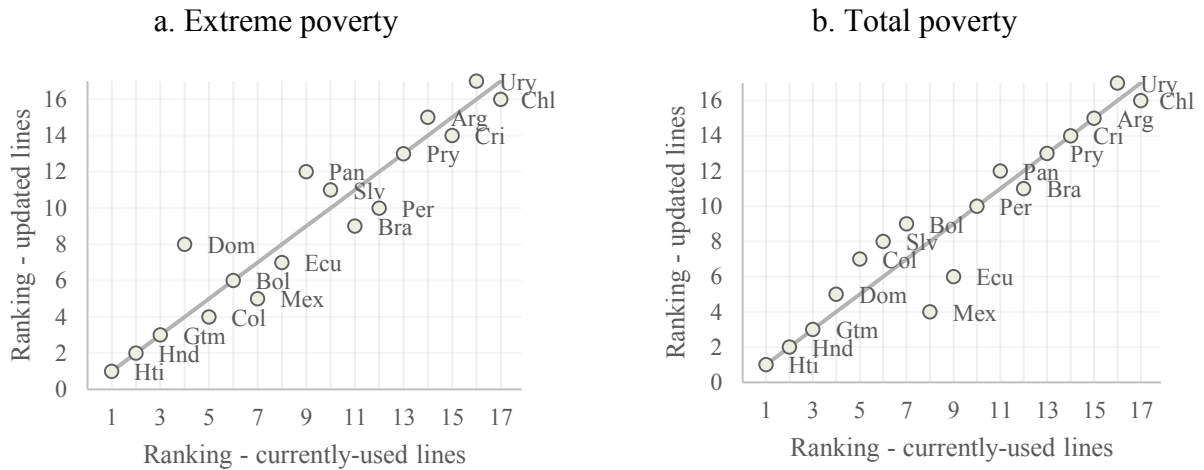 a. Extreme poverty
Ranking - updated lines
16
14
12
10
8
6
4
2
0
Ury
Chl
Arg
Cri
Pry
Pan
Slv
Per
Bra
Dom
Ecu
Bol
Mex
Col
Gtm
Hnd
Hti
1 3 5 7 9 11 13 15 17
Ranking - currently-used lines
b. Total poverty
Ranking - updated lines
16
14
12
10
8
6
4
2
0
Ury
Chl
Arg
Cri
Pry
Pan
Bra
Per
Bol
Slv
Col
Ecu
Dom
Mex
Gtm
Hnd
Hti
1 3 5 7 9 11 13 15 17
Ranking - currently-used lines